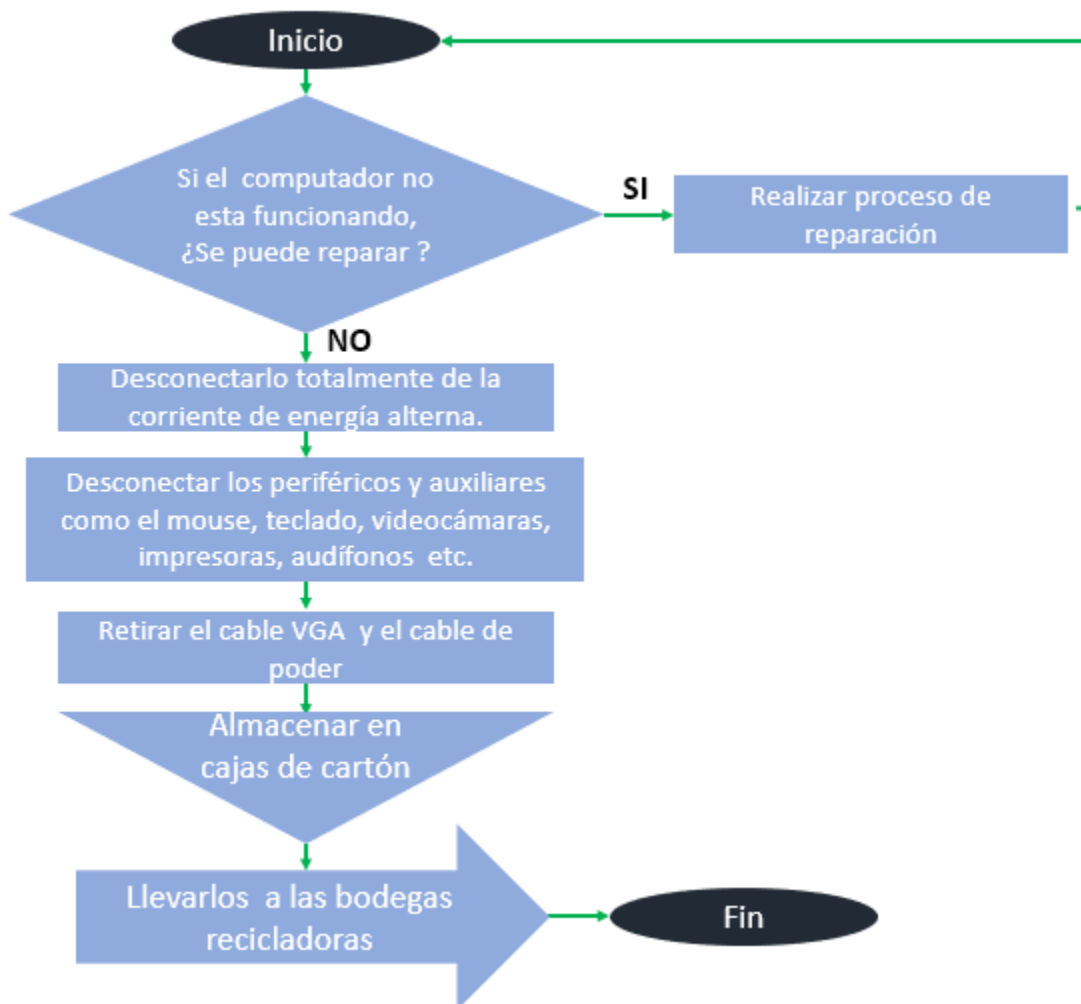 Inicio
Si el computador no
esta funcionando,
¿Se puede reparar ?
SI
Realizar proceso de
reparación
NO
Desconectarlo totalmente de la
corriente de energía alterna.
Desconectar los periféricos y auxiliares
como el mouse, teclado, videocámaras,
impresoras, audífonos etc.
Retirar el cable VGA y el cable de
poder
Almacenar en
cajas de cartón
Llevarlos a las bodegas
recicladoras
Fin